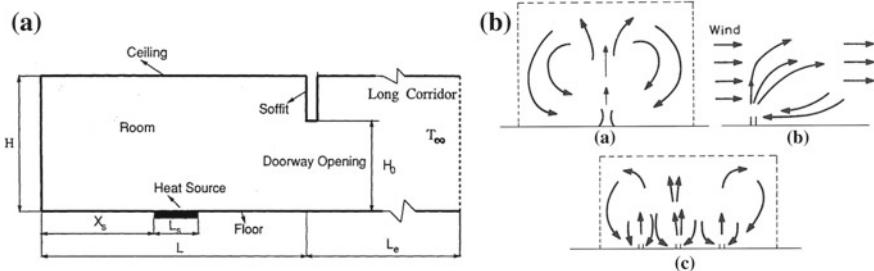 (a)
Ceiling
Soffit
Long Corridor
Room
H
T∞
Doorway Opening
H₀
Heat Source
Xₛ
Lₛ
Floor
L
Lₑ
(b)
Wind
(a)
(b)
(c)